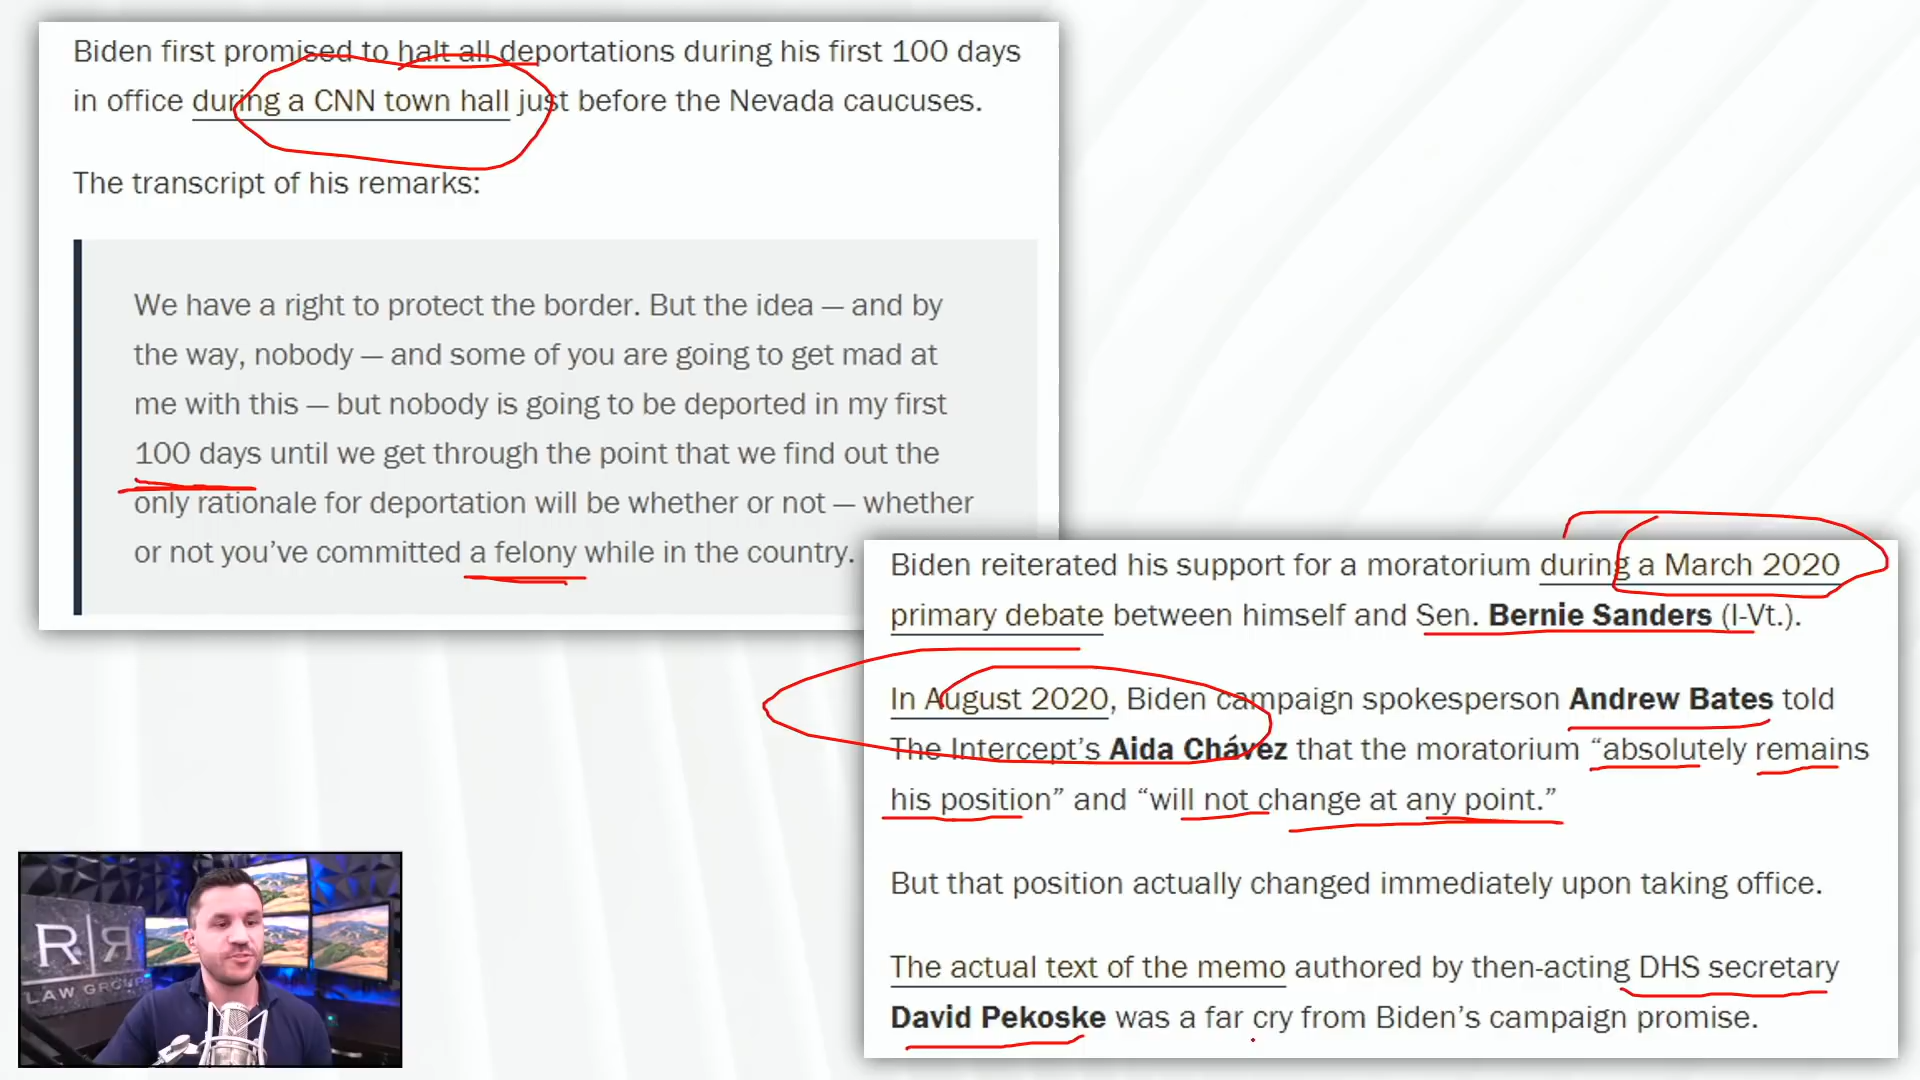 Biden first promised to halt all deportations during his first 100 days
in office during a CNN town hall just before the Nevada caucuses.
The transcript of his remarks:
We have a right to protect the border. But the idea — and by
the way, nobody — and some of you are going to get mad at
me with this — but nobody is going to be deported in my first
100 days until we get through the point that we find out the
only rationale for deportation will be whether or not — whether
or not you’ve committed a felony while in the country.
Biden reiterated his support for a moratorium during a March 2020
primary debate between himself and Sen. Bernie Sanders (I-Vt.).
In August 2020, Biden campaign spokesperson Andrew Bates told
The Intercept’s Aida Chávez that the moratorium “absolutely remains
his position” and “will not change at any point.”
But that position actually changed immediately upon taking office.
The actual text of the memo authored by then-acting DHS secretary
David Pekoske was a far cry from Biden’s campaign promise.
R|R
LAW GROUP